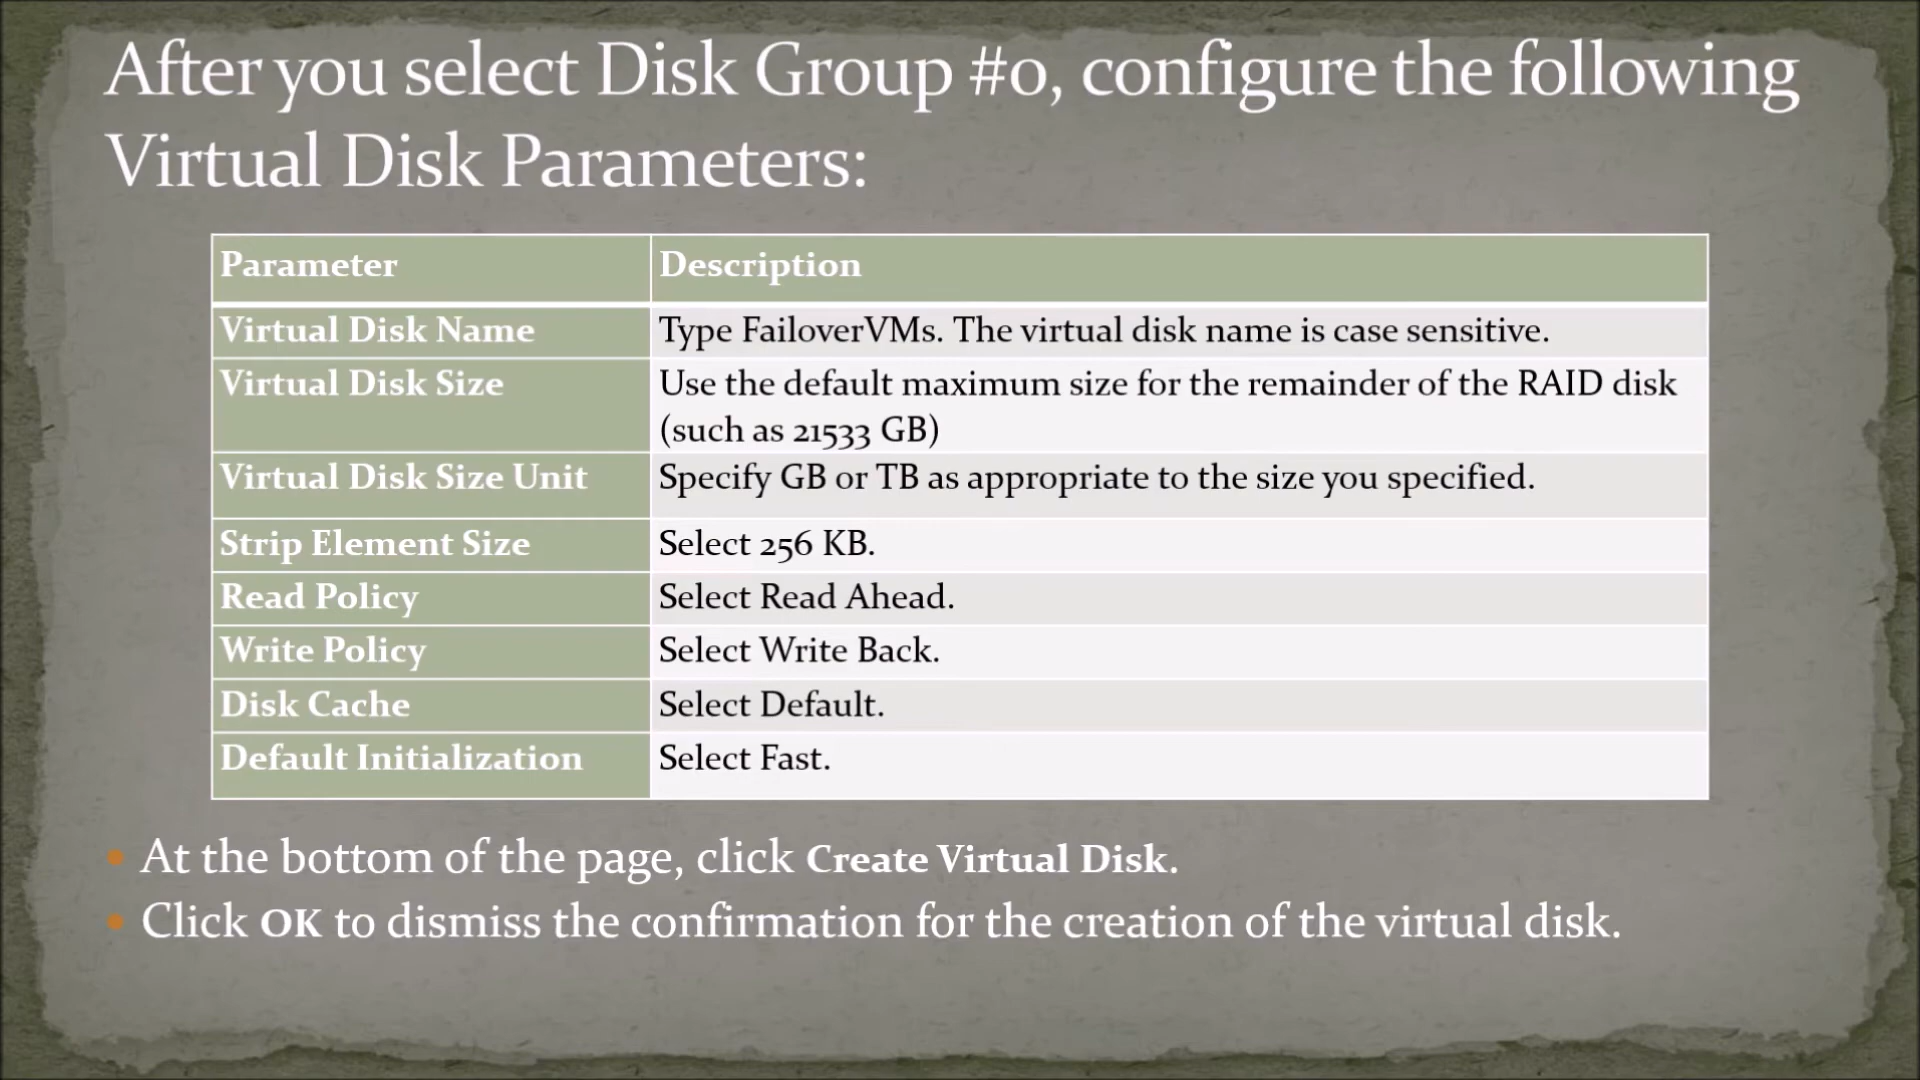 After you select Disk Group #0, configure the following
Virtual Disk Parameters:
Parameter Description
Virtual Disk Name Type FailoverVMs. The virtual disk name is case sensitive.
Virtual Disk Size Use the default maximum size for the remainder of the RAID disk
(such as 21533 GB)
Virtual Disk Size Unit Specify GB or TB as appropriate to the size you specified.
Strip Element Size Select 256 KB.
Read Policy Select Read Ahead.
Write Policy Select Write Back.
Disk Cache Select Default.
Default Initialization Select Fast.
• At the bottom of the page, click Create Virtual Disk.
• Click OK to dismiss the confirmation for the creation of the virtual disk.